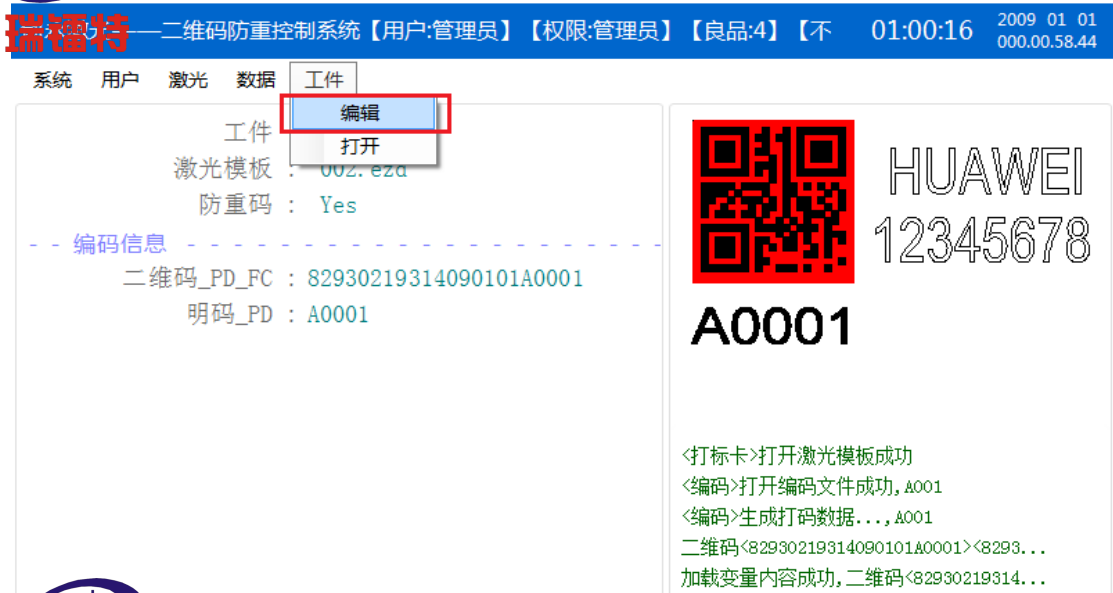 瑞镭特
——二维码防重控制系统【用户:管理员】【权限:管理员】【良品:4】【不
01:00:16
2009 01 01
000.00.58.44
系统 用户 激光 数据 工件
编辑
打开
工件
激光模板 : 002.ezd
防重码 : Yes
- - 编码信息 - - - - - - - - - - - - - - - - - - - - -
二维码_PD_FC : 82930219314090101A0001
明码_PD : A0001
HUAWEI
12345678
A0001
<打标卡>打开激光模板成功
<编码>打开编码文件成功,A001
<编码>生成打码数据...,A001
二维码<82930219314090101A0001><8293...
加载变量内容成功,二维码<82930219314...